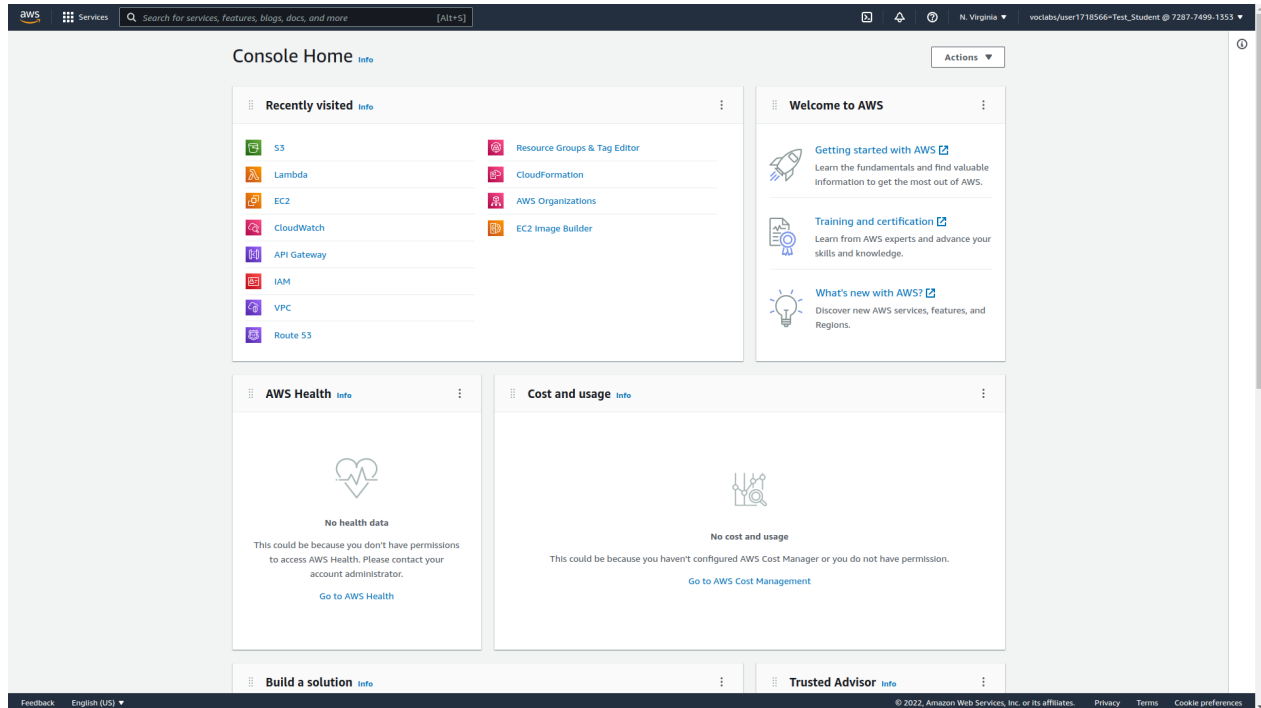 aws
Services
Search for services, features, blogs, docs, and more
[Alt+S]
N. Virginia ▼
voclabs/user1718566=Test_Student @ 7287-7499-1353 ▼
Console Home Info
Actions ▼
Recently visited Info
S3
Lambda
EC2
CloudWatch
API Gateway
IAM
VPC
Route 53
Resource Groups & Tag Editor
CloudFormation
AWS Organizations
EC2 Image Builder
Welcome to AWS
Getting started with AWS
Learn the fundamentals and find valuable
information to get the most out of AWS.
Training and certification
Learn from AWS experts and advance your
skills and knowledge.
What's new with AWS?
Discover new AWS services, features, and
Regions.
AWS Health Info
No health data
This could be because you don't have permissions
to access AWS Health. Please contact your
account administrator.
Go to AWS Health
Cost and usage Info
No cost and usage
This could be because you haven't configured AWS Cost Manager or you do not have permission.
Go to AWS Cost Management
Build a solution Info
Trusted Advisor Info
Feedback
English (US) ▼
© 2022, Amazon Web Services, Inc. or its affiliates.
Privacy
Terms
Cookie preferences